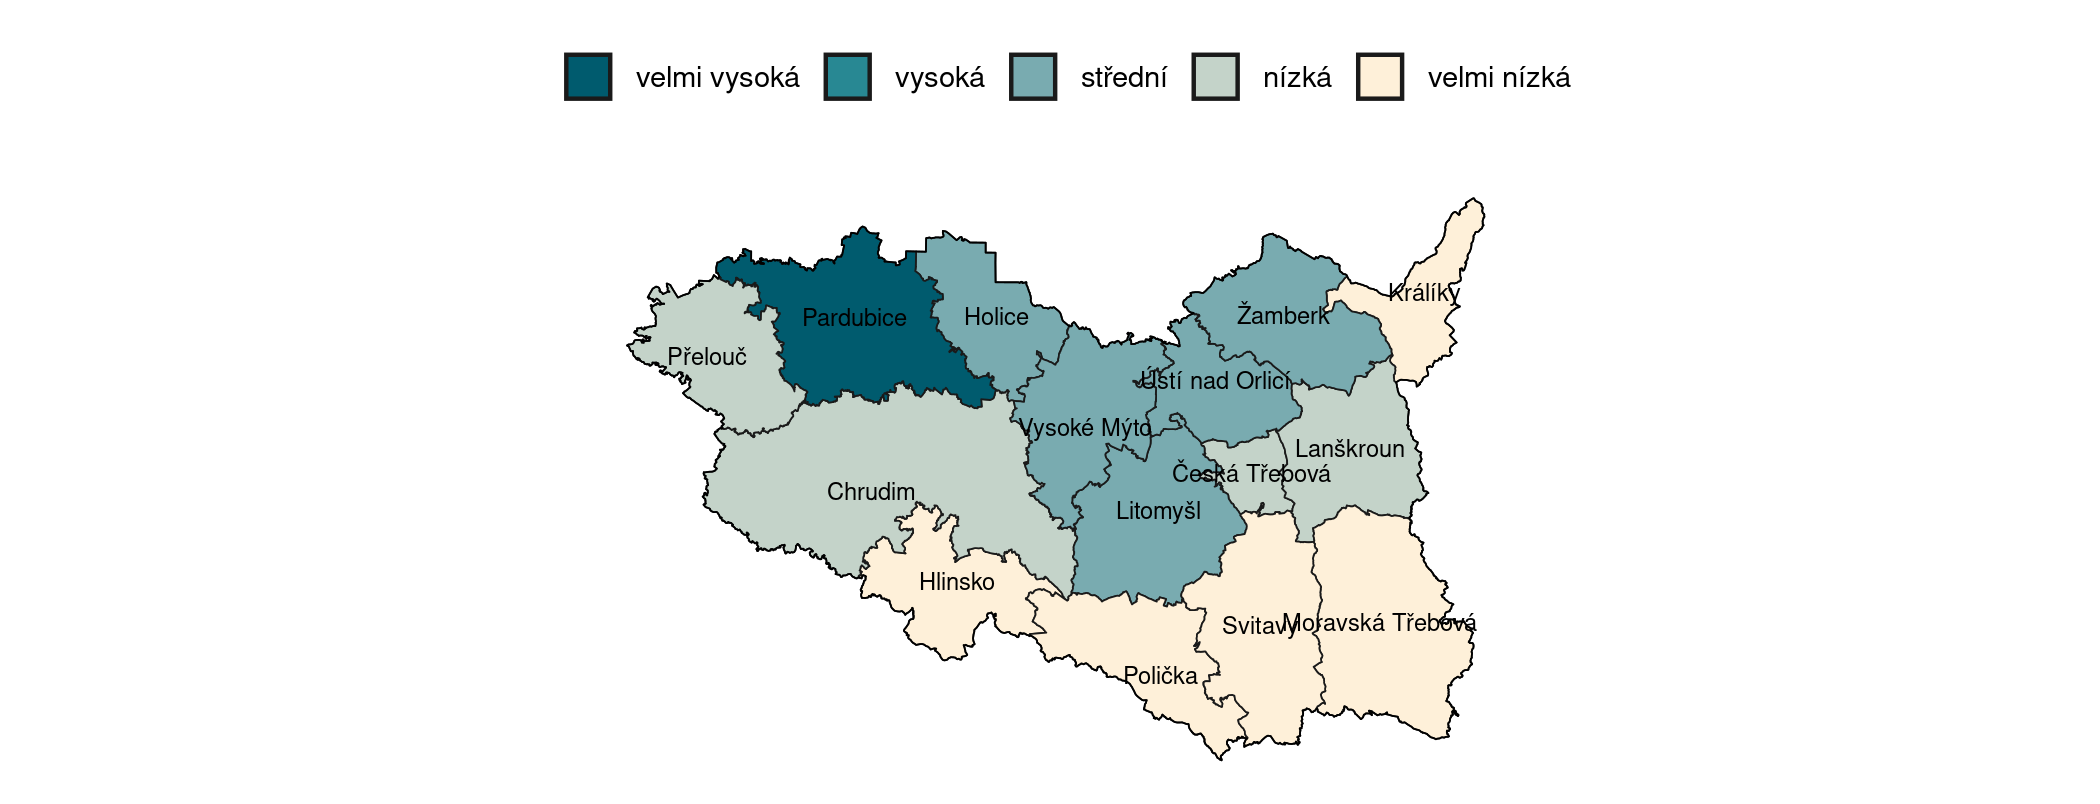 velmi vysoká
vysoká
střední
nízká
velmi nízká
Králíky
Žamberk
Holice
Pardubice
Přelouč
Ústí nad Orlicí
Vysoké Mýto
Lanškroun
Česká Třebová
Chrudim
Litomyšl
Hlinsko
Moravská Třebová
Svitavy
Polička